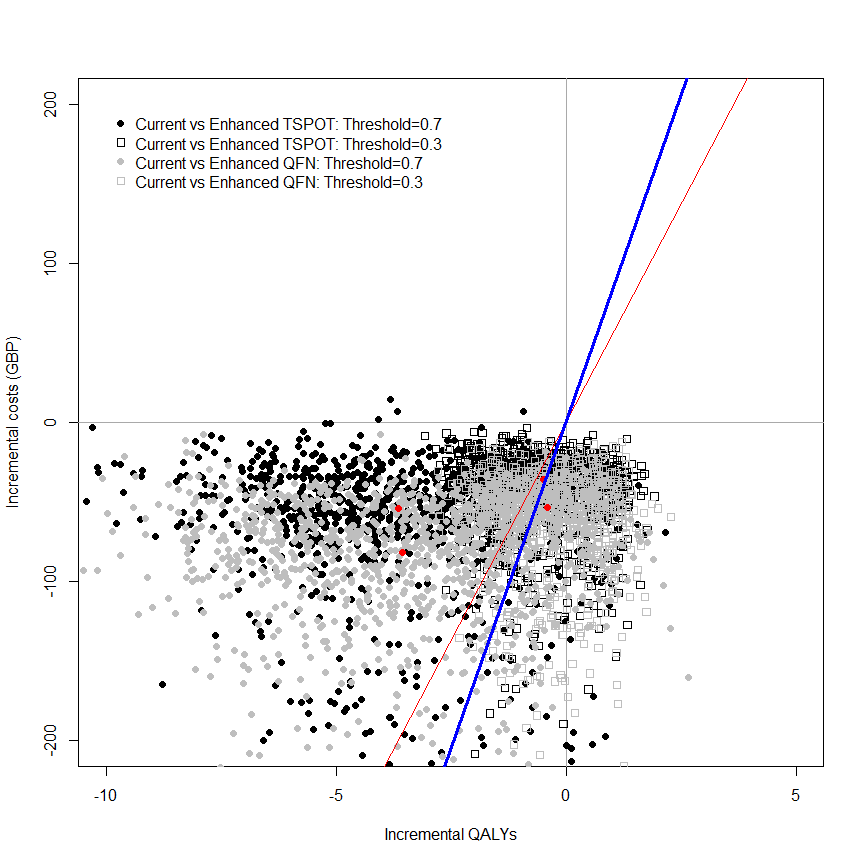 Current vs Enhanced TSPOT: Threshold=0.7
Current vs Enhanced TSPOT: Threshold=0.3
Current vs Enhanced QFN: Threshold=0.7
Current vs Enhanced QFN: Threshold=0.3
Incremental costs (GBP)
200
100
0
-100
-200
-10
-5
0
5
Incremental QALYs